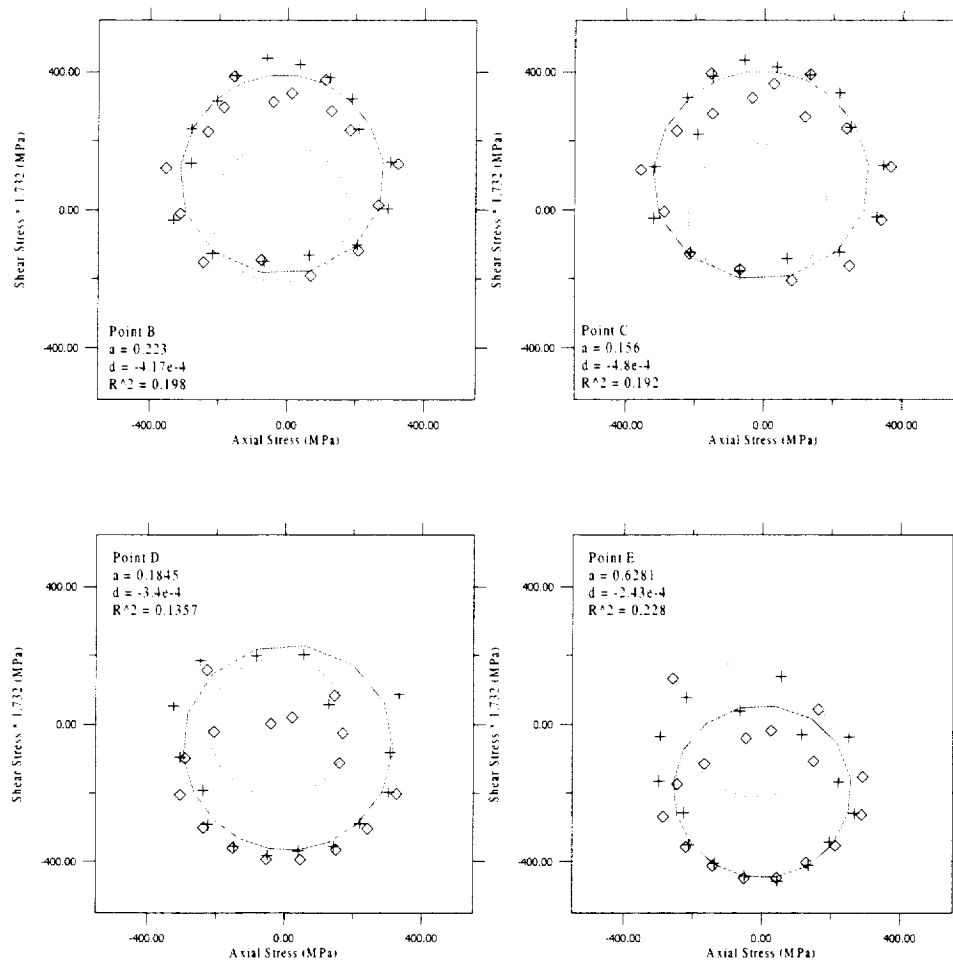 400.00
0.00
-400.00
Shear Stress * 1.732 (MPa)
Point B
a = 0.223
d = -4.17e-4
R^2 = 0.198
-400.00
0.00
400.00
Axial Stress (MPa)
400.00
0.00
-400.00
Shear Stress * 1.732 (MPa)
Point C
a = 0.156
d = -4.8e-4
R^2 = 0.192
-400.00
0.00
400.00
Axial Stress (MPa)
400.00
0.00
-400.00
Shear Stress * 1.732 (MPa)
Point D
a = 0.1845
d = -3.4e-4
R^2 = 0.1357
-400.00
0.00
400.00
Axial Stress (MPa)
400.00
0.00
-400.00
Shear Stress * 1.732 (MPa)
Point E
a = 0.6281
d = -2.43e-4
R^2 = 0.228
-400.00
0.00
400.00
Axial Stress (MPa)